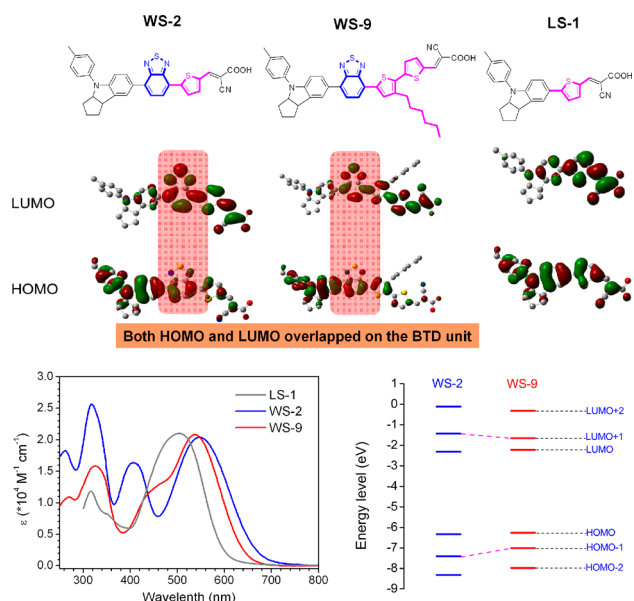 WS-2 WS-9 LS-1
S
N N
N
S
COOH
CN
S
N N
N
S
S
CN
COOH
N
S
COOH
CN
LUMO
HOMO
Both HOMO and LUMO overlapped on the BTD unit
3.0
2.5
2.0
1.5
1.0
0.5
0.0
ε (*10⁴ M⁻¹ cm⁻¹)
LS-1
WS-2
WS-9
300 400 500 600 700 800
Wavelenth (nm)
WS-2 WS-9
1
0
-1
-2
-3
-4
-5
-6
-7
-8
-9
Energy level (eV)
LUMO+2
LUMO+1
LUMO
HOMO
HOMO-1
HOMO-2